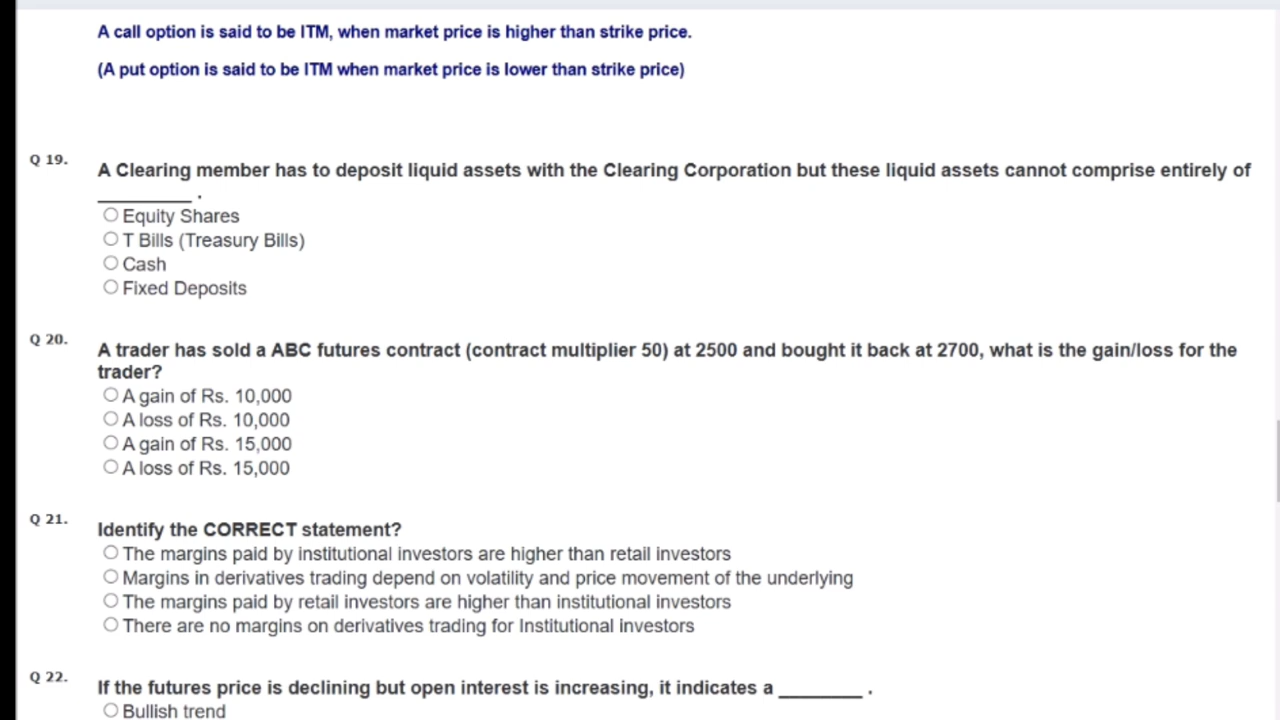 A call option is said to be ITM, when market price is higher than strike price.
(A put option is said to be ITM when market price is lower than strike price)
Q 19.
A Clearing member has to deposit liquid assets with the Clearing Corporation but these liquid assets cannot comprise entirely of
_________ .
Equity Shares
T Bills (Treasury Bills)
Cash
Fixed Deposits
Q 20.
A trader has sold a ABC futures contract (contract multiplier 50) at 2500 and bought it back at 2700, what is the gain/loss for the
trader?
A gain of Rs. 10,000
A loss of Rs. 10,000
A gain of Rs. 15,000
A loss of Rs. 15,000
Q 21.
Identify the CORRECT statement?
The margins paid by institutional investors are higher than retail investors
Margins in derivatives trading depend on volatility and price movement of the underlying
The margins paid by retail investors are higher than institutional investors
There are no margins on derivatives trading for Institutional investors
Q 22.
If the futures price is declining but open interest is increasing, it indicates a ________ .
Bullish trend